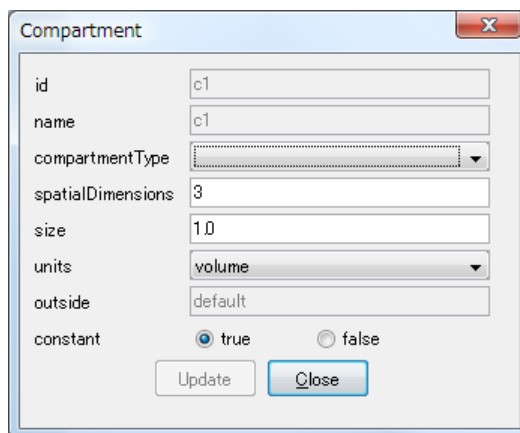 Compartment
id c1
name c1
compartmentType
spatialDimensions 3
size 1.0
units volume
outside default
constant true false
Update Close